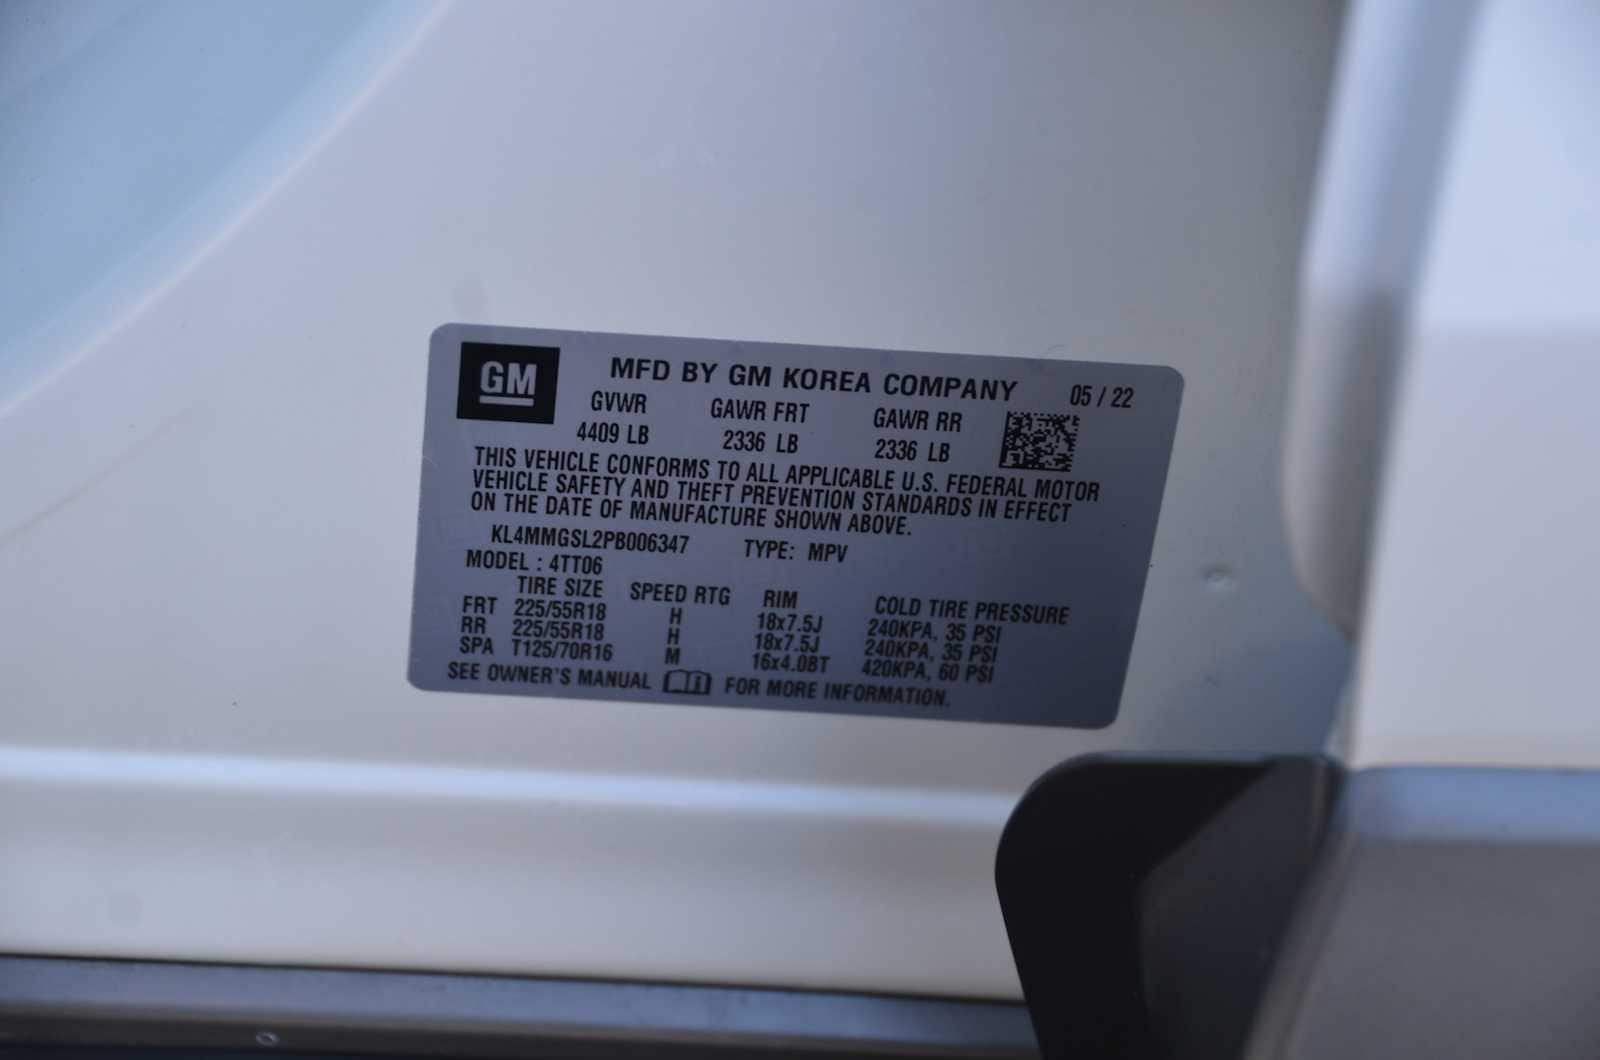 GM
MFD BY GM KOREA COMPANY 05 / 22
GVWR GAWR FRT GAWR RR
4409 LB 2336 LB 2336 LB
THIS VEHICLE CONFORMS TO ALL APPLICABLE U.S. FEDERAL MOTOR
VEHICLE SAFETY AND THEFT PREVENTION STANDARDS IN EFFECT
ON THE DATE OF MANUFACTURE SHOWN ABOVE.
KL4MMGSL2PB006347 TYPE: MPV
MODEL : 4TT06
TIRE SIZE SPEED RTG RIM COLD TIRE PRESSURE
FRT 225/55R18 H 18x7.5J 240KPA, 35 PSI
RR 225/55R18 H 18x7.5J 240KPA, 35 PSI
SPA T125/70R16 M 16x4.0BT 420KPA, 60 PSI
SEE OWNER'S MANUAL i FOR MORE INFORMATION.